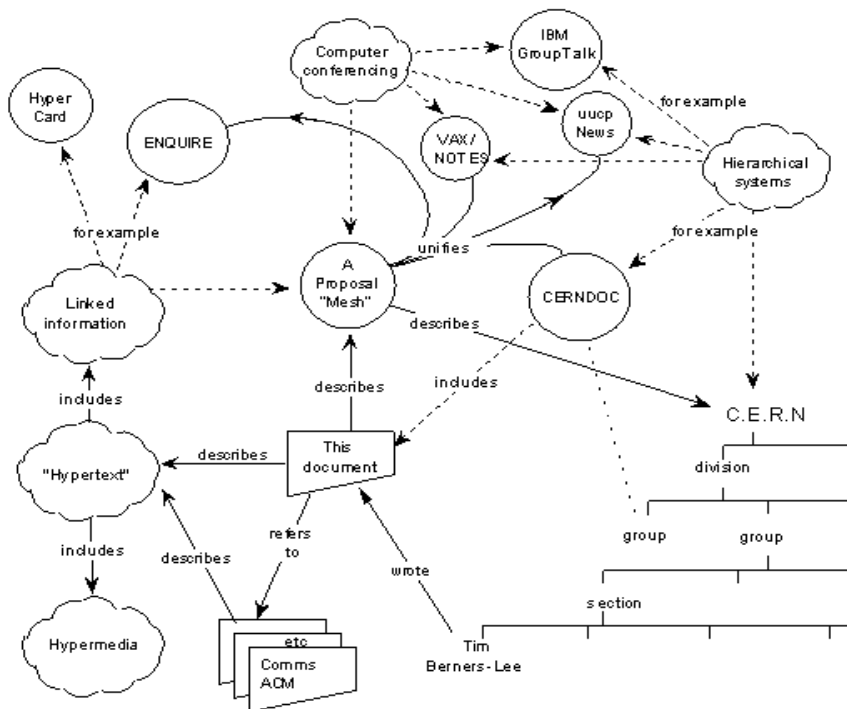 IBM
GroupTalk
Computer
conferencing
Hyper
Card
for example
uucp
News
ENQUIRE
VAX/
NOTES
Hierarchical
systems
unifies
for example
for example
A
Proposal
"Mesh"
CERNDOC
Linked
information
describes
includes
describes
includes
C.E.R.N
This
document
describes
division
"Hypertext"
refers
to
group
group
includes
describes
wrote
section
Hypermedia
etc
Comms
ACM
Tim
Berners-Lee